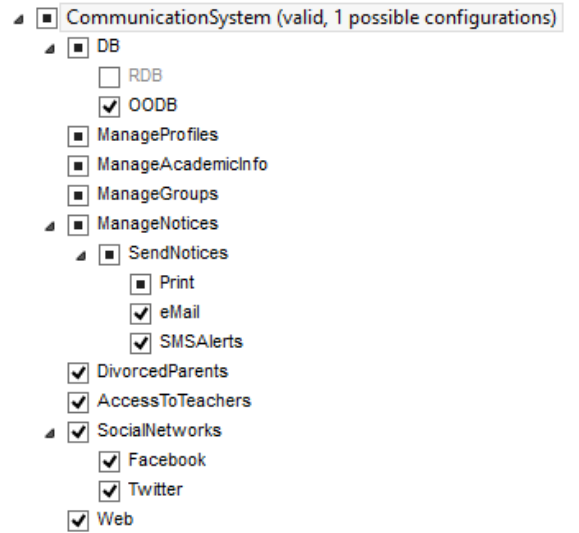 CommunicationSystem (valid, 1 possible configurations)
DB
RDB
OODB
ManageProfiles
ManageAcademicInfo
ManageGroups
ManageNotices
SendNotices
Print
eMail
SMSAlerts
DivorcedParents
AccessToTeachers
SocialNetworks
Facebook
Twitter
Web